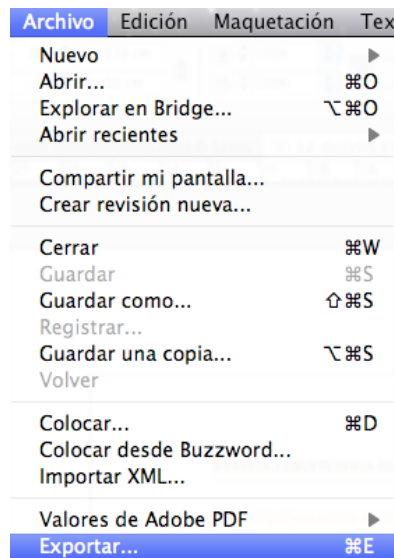 Archivo Edición Maquetación Tex
Nuevo ▶
Abrir... ⌘O
Explorar en Bridge... ⌥⌘O
Abrir recientes ▶
Compartir mi pantalla...
Crear revisión nueva...
Cerrar ⌘W
Guardar ⌘S
Guardar como... ⇧⌘S
Registrar...
Guardar una copia... ⌥⌘S
Volver
Colocar... ⌘D
Colocar desde Buzzword...
Importar XML...
Valores de Adobe PDF ▶
Exportar... ⌘E